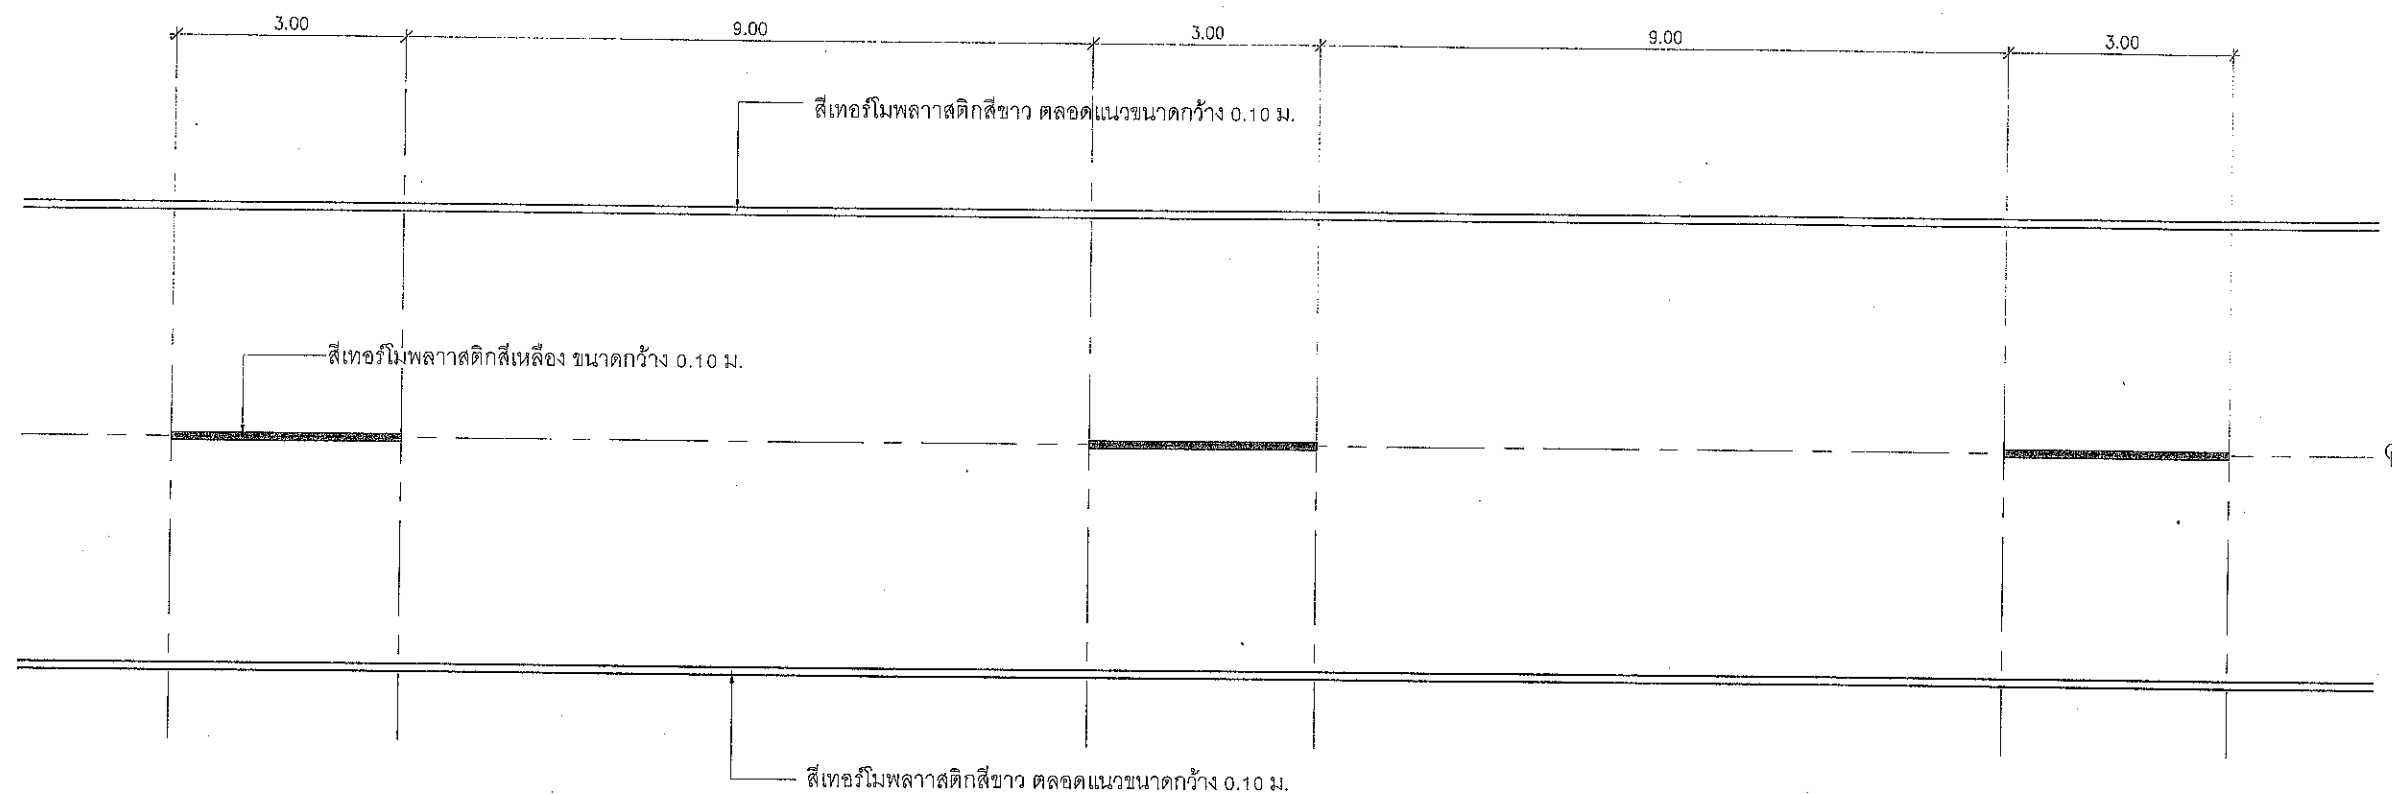 3.00 9.00 3.00 9.00 3.00
สีเทอร์โมพลาาสติกสีขาว ตลอดแนวขนาดกว้าง 0.10 ม.
สีเทอร์โมพลาาสติกสีเหลือง ขนาดกว้าง 0.10 ม.
สีเทอร์โมพลาาสติกสีขาว ตลอดแนวขนาดกว้าง 0.10 ม.